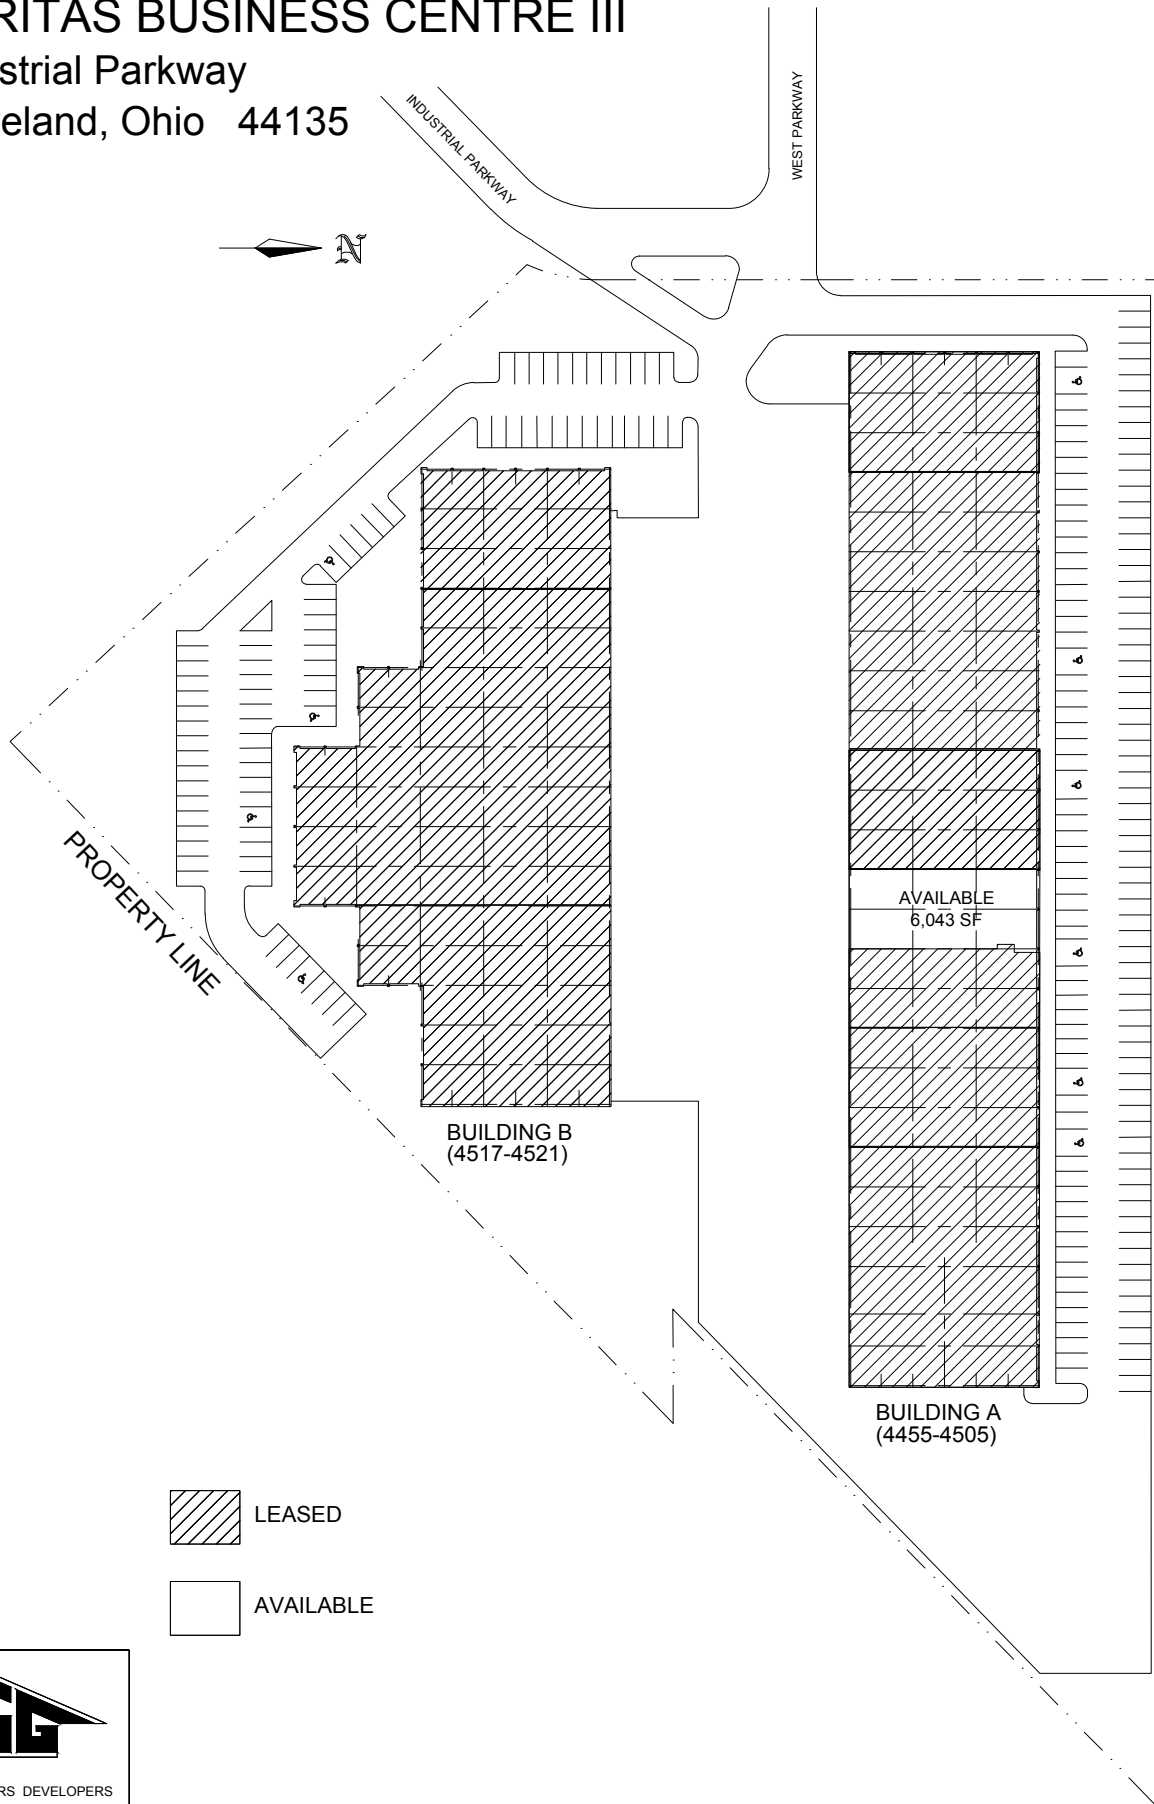 RITAS BUSINESS CENTRE III
strial Parkway
eland, Ohio 44135
INDUSTRIAL PARKWAY
WEST PARKWAY
N
AVAILABLE
6,043 SF
PROPERTY LINE
BUILDING B
(4517-4521)
BUILDING A
(4455-4505)
LEASED
AVAILABLE
G
RS DEVELOPERS